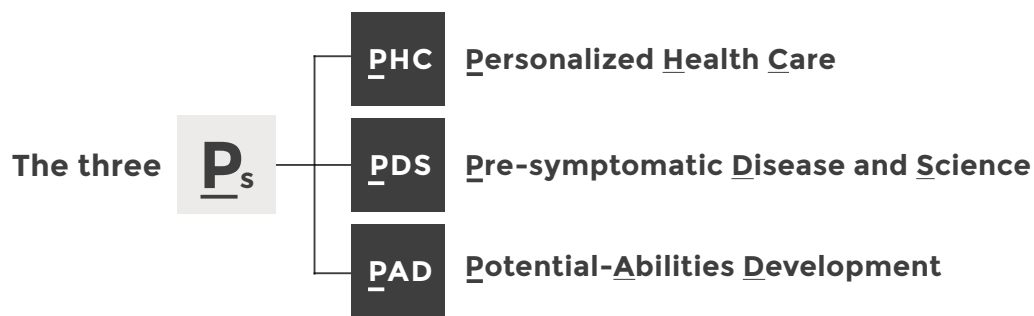 PHC Personalized Health Care
The three Ps PDS Pre-symptomatic Disease and Science
PAD Potential-Abilities Development